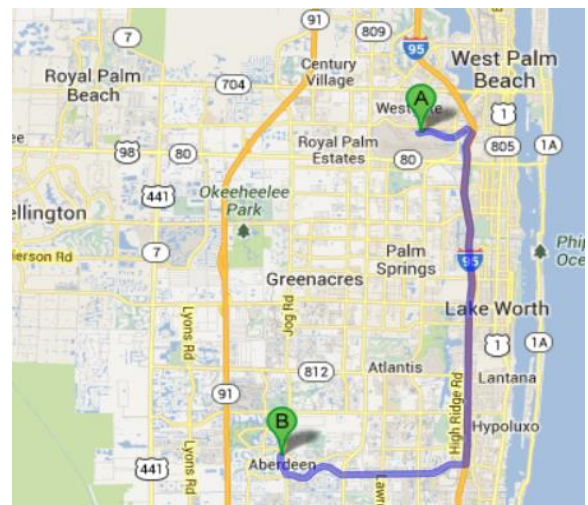 91
809
95
7
Century
Village
West Palm
Beach
Royal Palm
Beach
704
A
1
Royal Palm
Estates
98
80
80
805
1A
441
Okeeheelee
Park
ellington
7
erson Rd
Palm
Springs
95
Greenacres
Lyons Rd
Jog Rd
Lake Worth
1
1A
812
Atlantis
91
High Ridge Rd
Lantana
B
Hypoluxo
Lyons Rd
441
Aberdeen